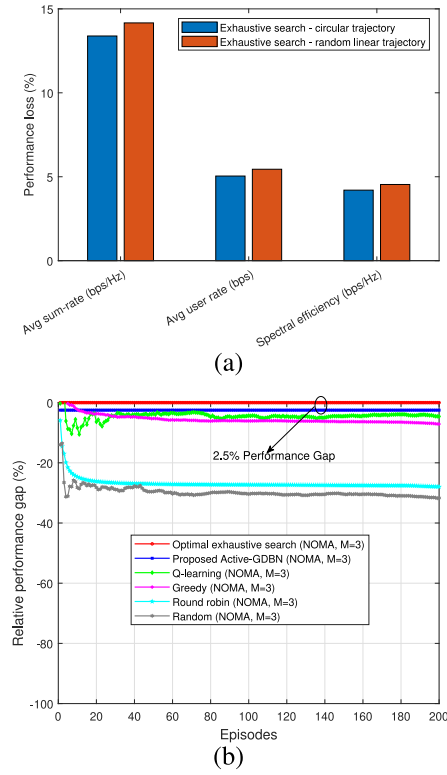 15
10
5
0
Performance loss (%)
Exhaustive search - circular trajectory
Exhaustive search - random linear trajectory
Avg sum-rate (bps/Hz)
Avg user rate (bps)
Spectral efficiency (bps/Hz)
(a)
0
-20
-40
-60
-80
-100
Relative performance gap (%)
2.5% Performance Gap
Optimal exhaustive search (NOMA, M=3)
Proposed Active-GDBN (NOMA, M=3)
Q-learning (NOMA, M=3)
Greedy (NOMA, M=3)
Round robin (NOMA, M=3)
Random (NOMA, M=3)
0 20 40 60 80 100 120 140 160 180 200
Episodes
(b)